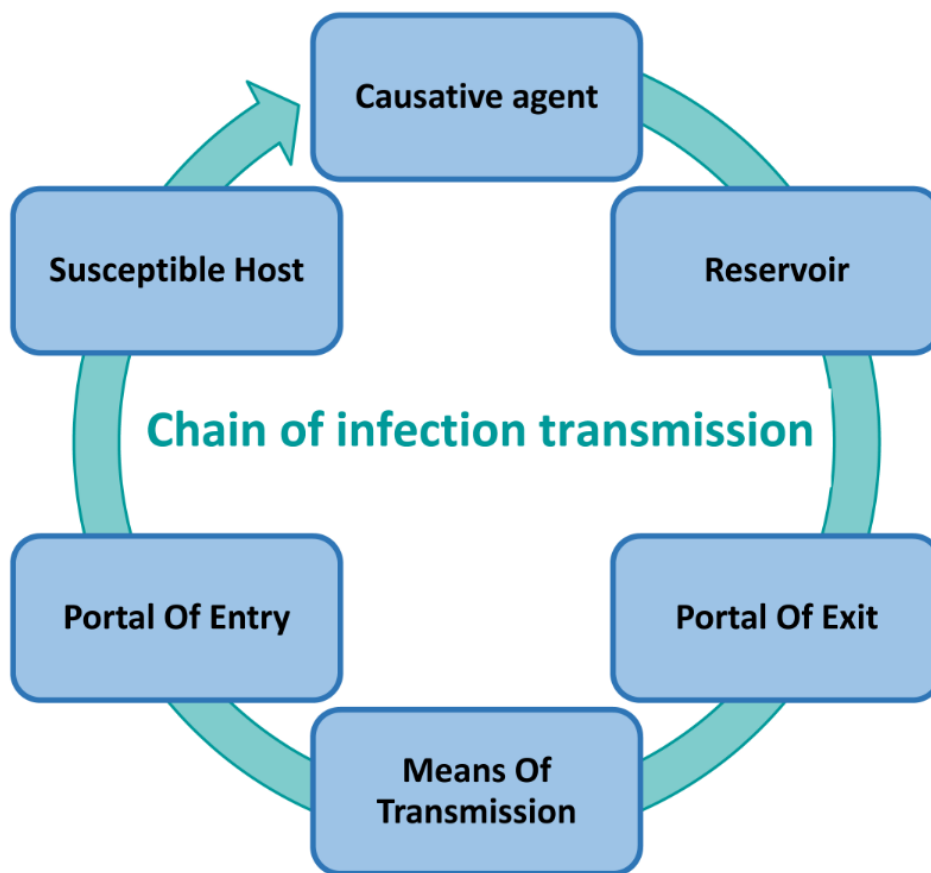 Causative agent
Reservoir
Portal Of Exit
Means Of
Transmission
Portal Of Entry
Susceptible Host
Chain of infection transmission